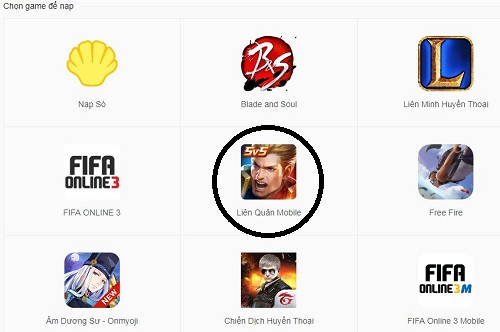 Chọn game để nạp
Nạp Sò
Blade and Soul
Liên Minh Huyền Thoại
FIFA
ONLINE 3
5v5
FIFA ONLINE 3
Liên Quân Mobile
Free Fire
NEW
FIFA
ONLINE 3M
Âm Dương Sư - Onmyoji
Chiến Dịch Huyền Thoại
FIFA Online 3 Mobile